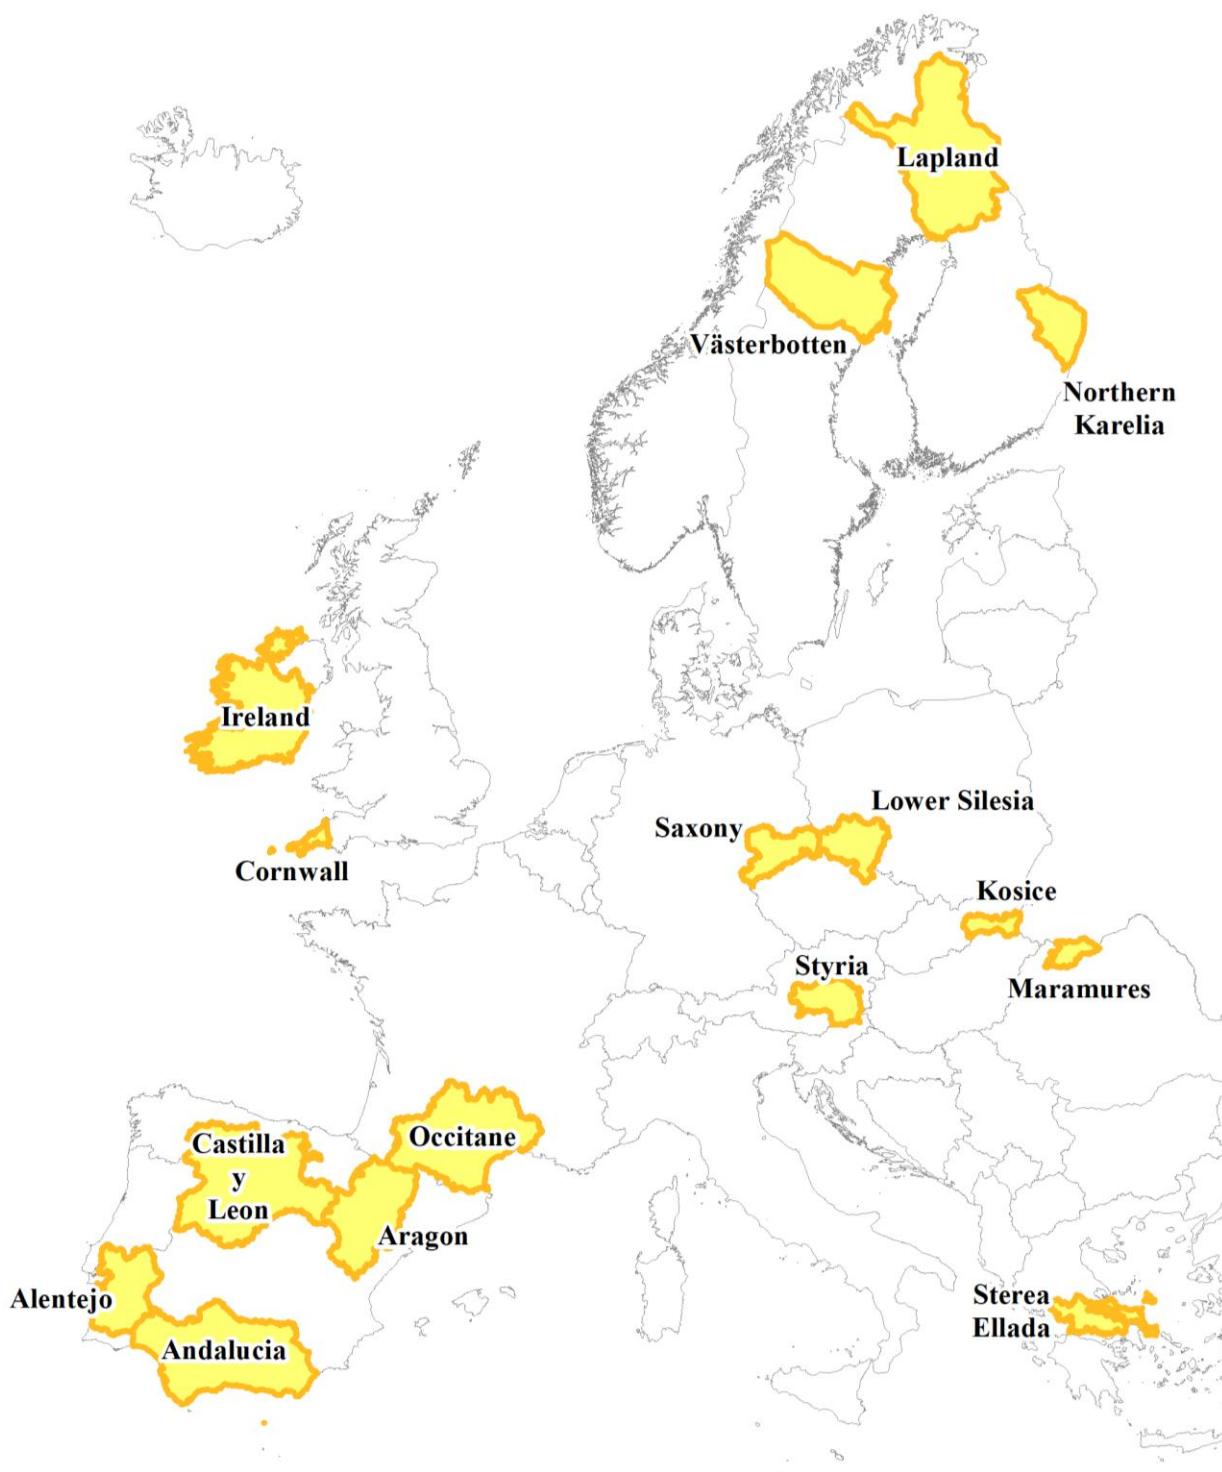 Lapland
Västerbotten
Northern
Karelia
Ireland
Lower Silesia
Saxony
Cornwall
Kosice
Styria
Maramures
Castilla
y
Leon
Occitane
Aragon
Alentejo
Andalucia
Sterea
Ellada